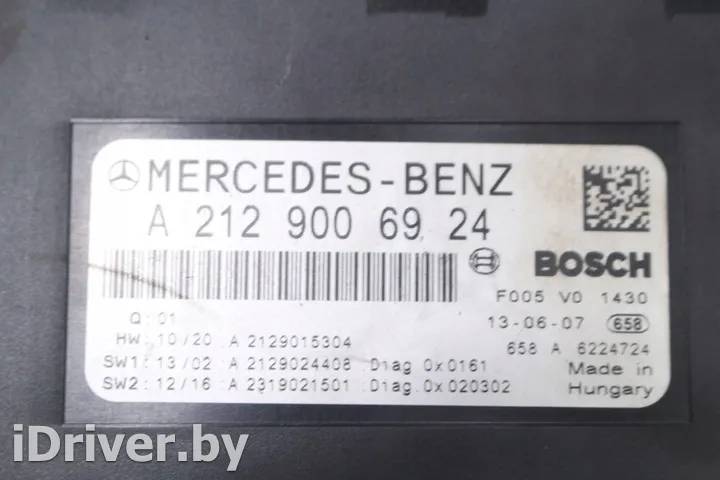 MERCEDES-BENZ
A 212 900 69 24
BOSCH
Q: 01
F005 V0 1430
HW: 10/20 A 2129015304
13-06-07 658
SW1: 13/02 A 2129024408 Diag 0x0161
658 A 6224724
SW2: 12/16 A 2319021501 Diag. 0x020302
Made in
Hungary
iDriver.by